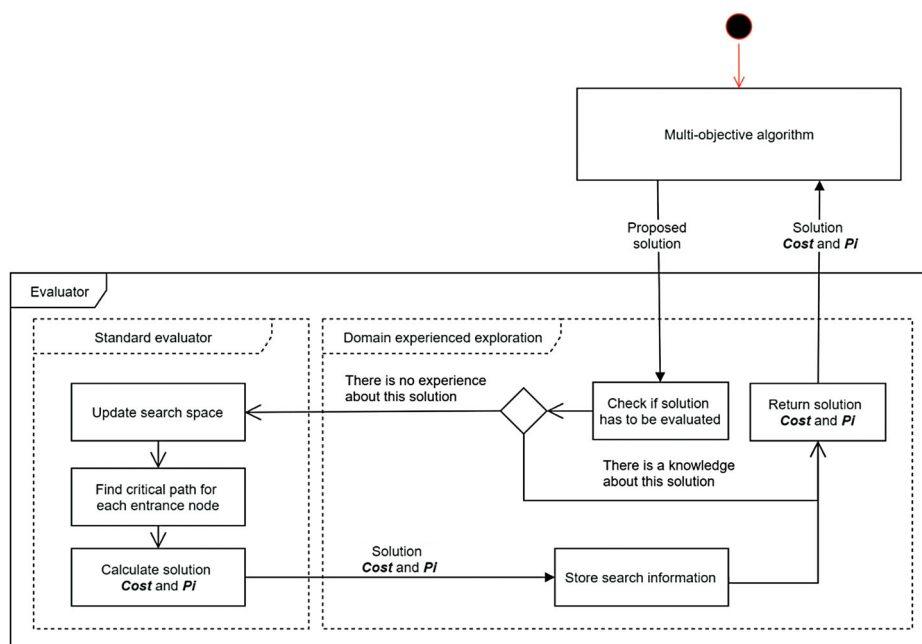 Multi-objective algorithm
Proposed
solution
Solution
Cost and Pi
Evaluator
Standard evaluator
Domain experienced exploration
There is no experience
about this solution
Update search space
Check if solution
has to be evaluated
Return solution
Cost and Pi
There is a knowledge
about this solution
Find critical path for
each entrance node
Calculate solution
Cost and Pi
Solution
Cost and Pi
Store search information